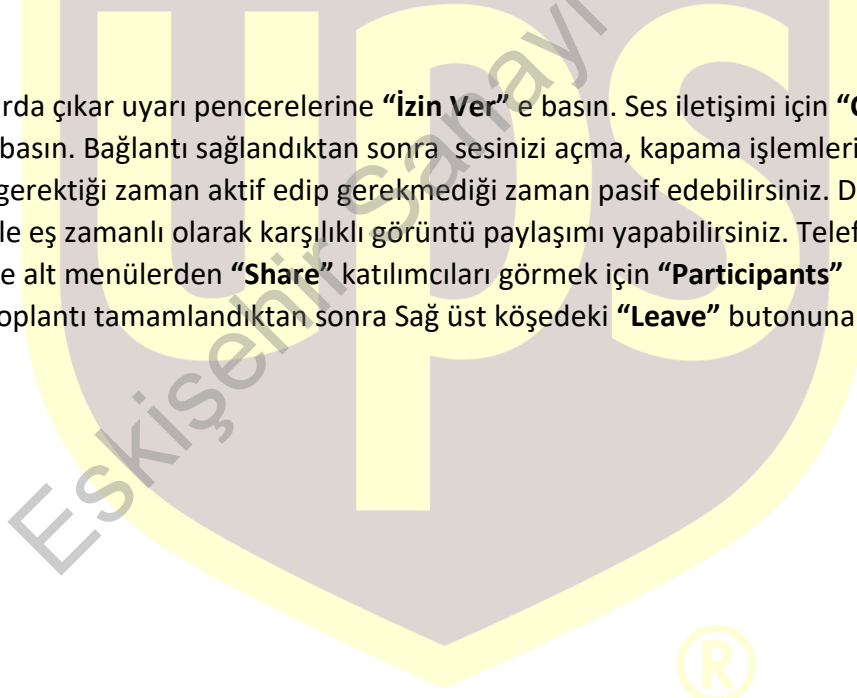 ups
rda çıkar uyarı pencerelerine “İzin Ver” e basın. Ses iletişimi için “
basın. Bağlantı sağlandıktan sonra  sesinizi açma, kapama işlemleri
gerektiği zaman aktif edip gerekmediği zaman pasif edebilirsiniz. D
le eş zamanlı olarak karşılıklı görüntü paylaşımı yapabilirsiniz. Telef
e alt menülerden “Share” katılımcıları görmek için “Participants”
oplantı tamamlandıktan sonra Sağ üst köşedeki “Leave” butonuna
Eskişehir Sanayi
®